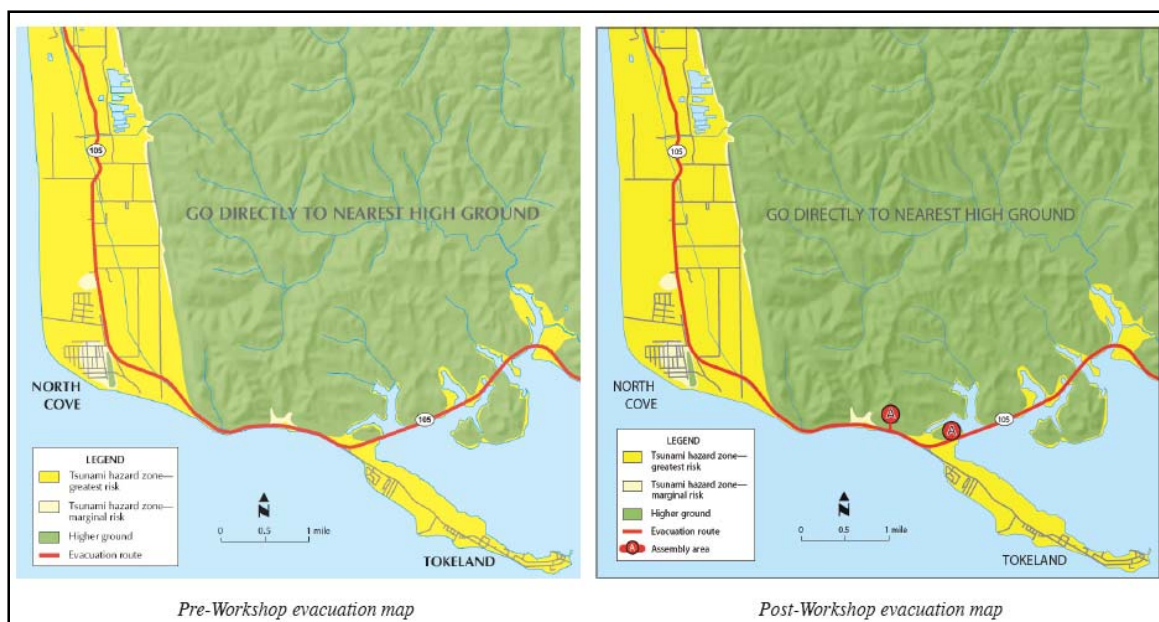 105
GO DIRECTLY TO NEAREST HIGH GROUND
NORTH
COVE
105
LEGEND
Tsunami hazard zone—
greatest risk
Tsunami hazard zone—
marginal risk
Higher ground
Evacuation route
N
0 0.5 1 mile
TOKELAND
Pre-Workshop evacuation map
105
GO DIRECTLY TO NEAREST HIGH GROUND
NORTH
COVE
A
A
105
LEGEND
Tsunami hazard zone—
greatest risk
Tsunami hazard zone—
marginal risk
Higher ground
Evacuation route
A Assembly area
N
0 0.5 1 mile
TOKELAND
Post-Workshop evacuation map